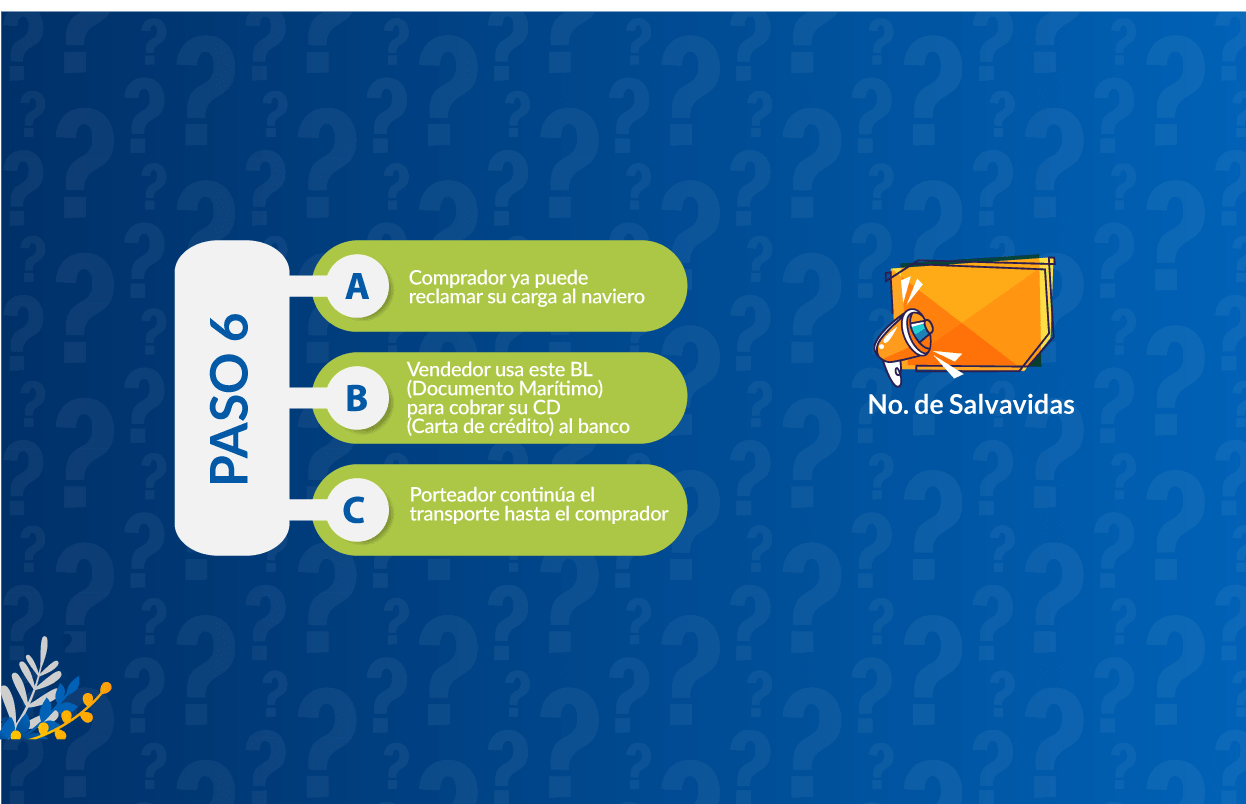 PASO 6
A
Comprador ya puede
reclamar su carga al naviero
B
Vendedor usa este BL
(Documento Marítimo)
para cobrar su CD
(Carta de crédito) al banco
C
Porteador continúa el
transporte hasta el comprador
No. de Salvavidas